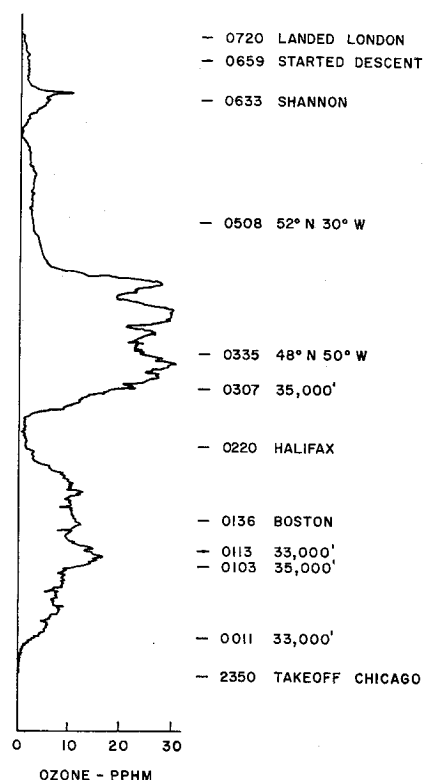 0720 LANDED LONDON
0659 STARTED DESCENT
0633 SHANNON
0508 52° N 30° W
0335 48° N 50° W
0307 35,000'
0220 HALIFAX
0136 BOSTON
0113 33,000'
0103 35,000'
0011 33,000'
2350 TAKEOFF CHICAGO
0 10 20 30
OZONE - PPHM